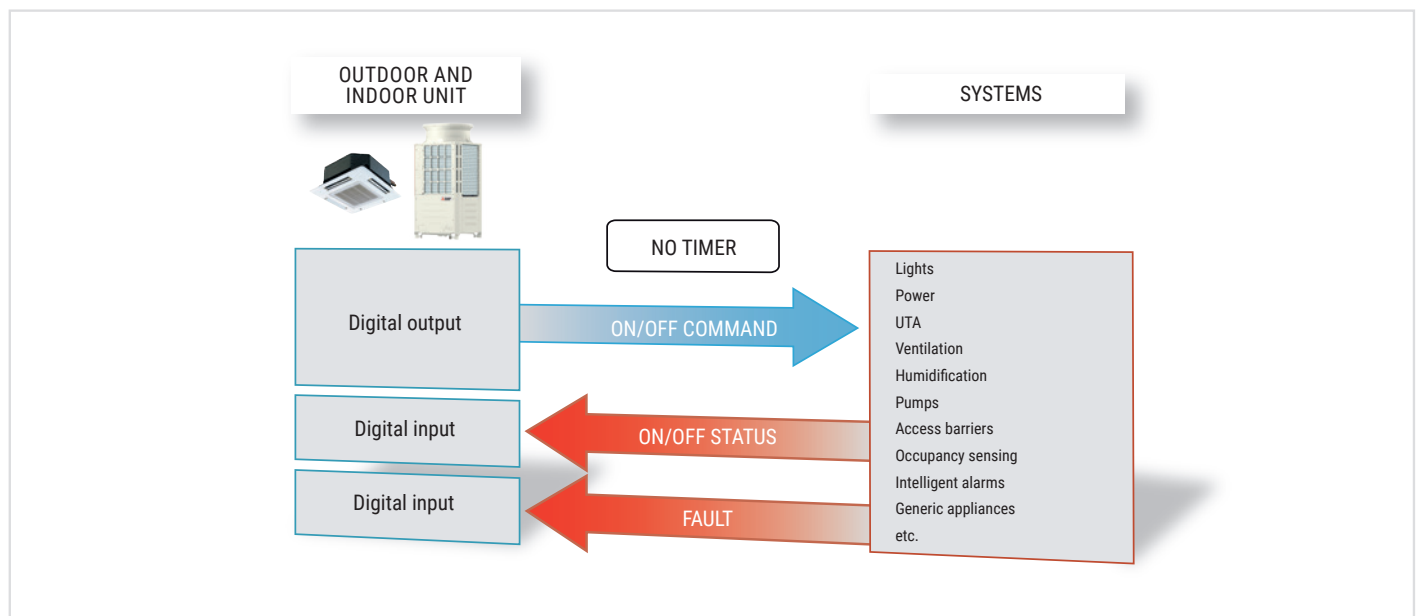 OUTDOOR AND
INDOOR UNIT
SYSTEMS
NO TIMER
Digital output
ON/OFF COMMAND
Digital input
ON/OFF STATUS
Digital input
FAULT
Lights
Power
UTA
Ventilation
Humidification
Pumps
Access barriers
Occupancy sensing
Intelligent alarms
Generic appliances
etc.